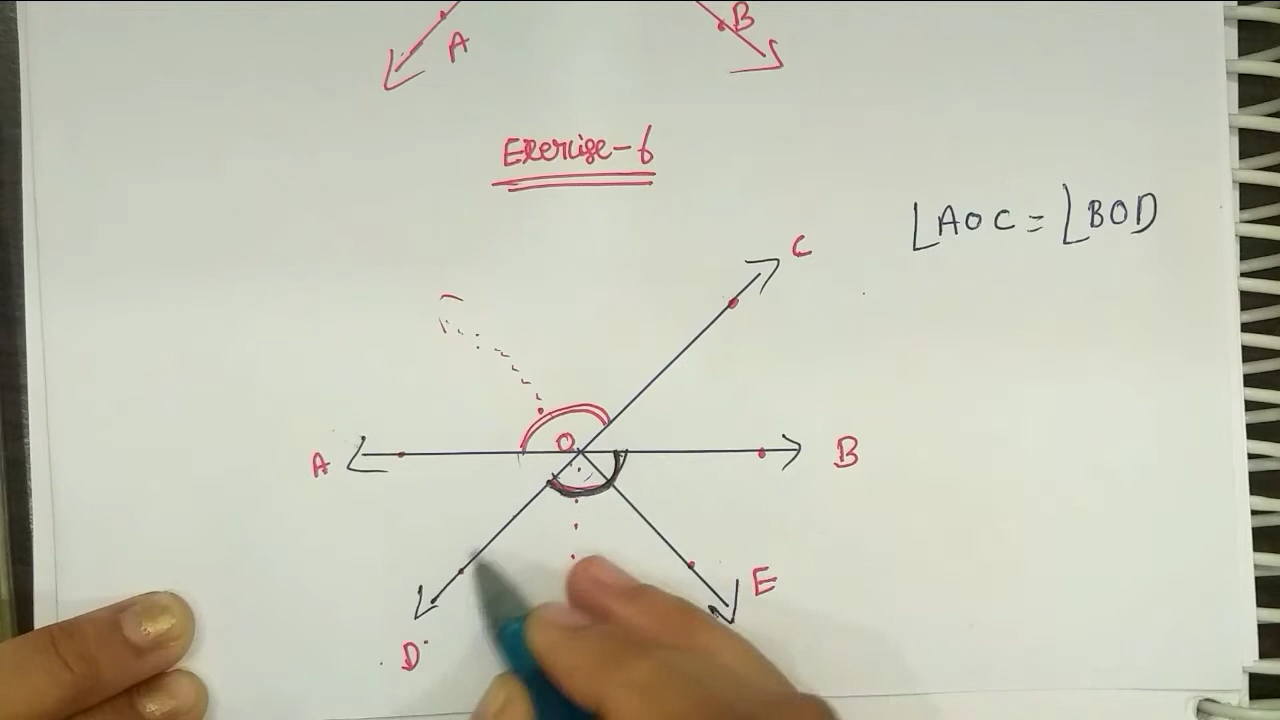 A
B
Exercise-6
∠AOC = ∠BOD
C
O
A
B
E
D